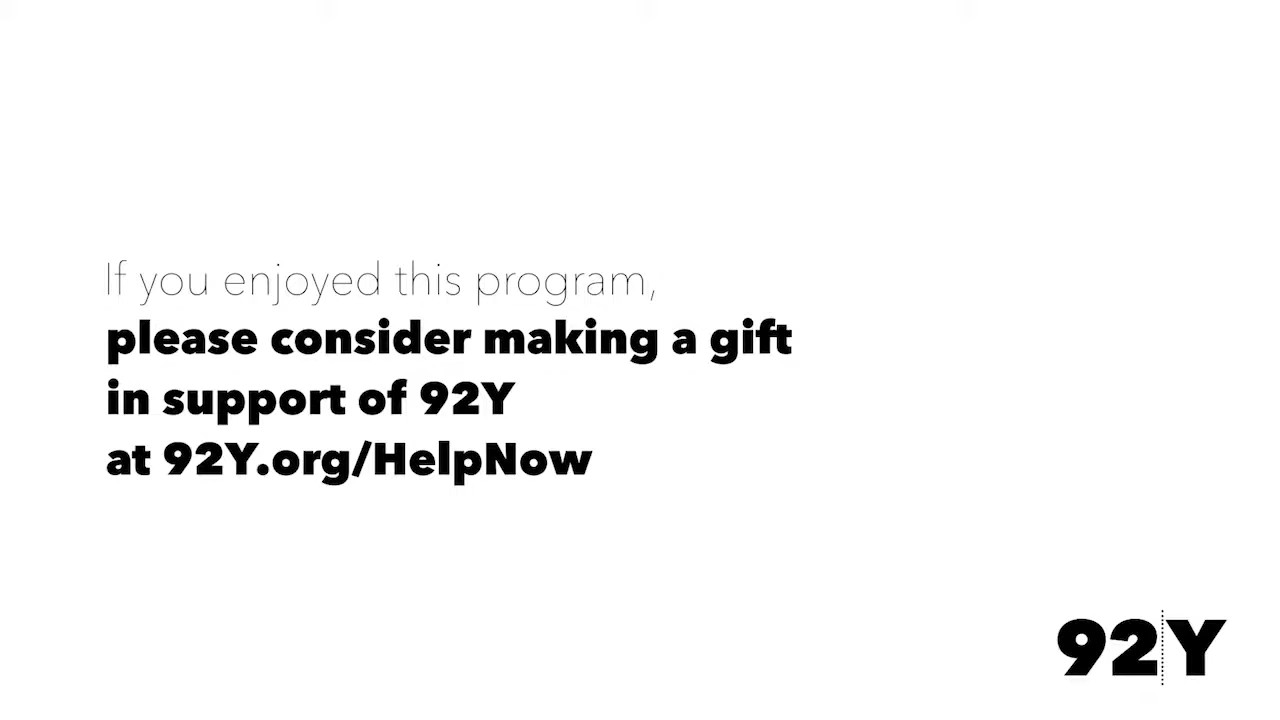 If you enjoyed this program,
please consider making a gift
in support of 92Y
at 92Y.org/HelpNow
92Y